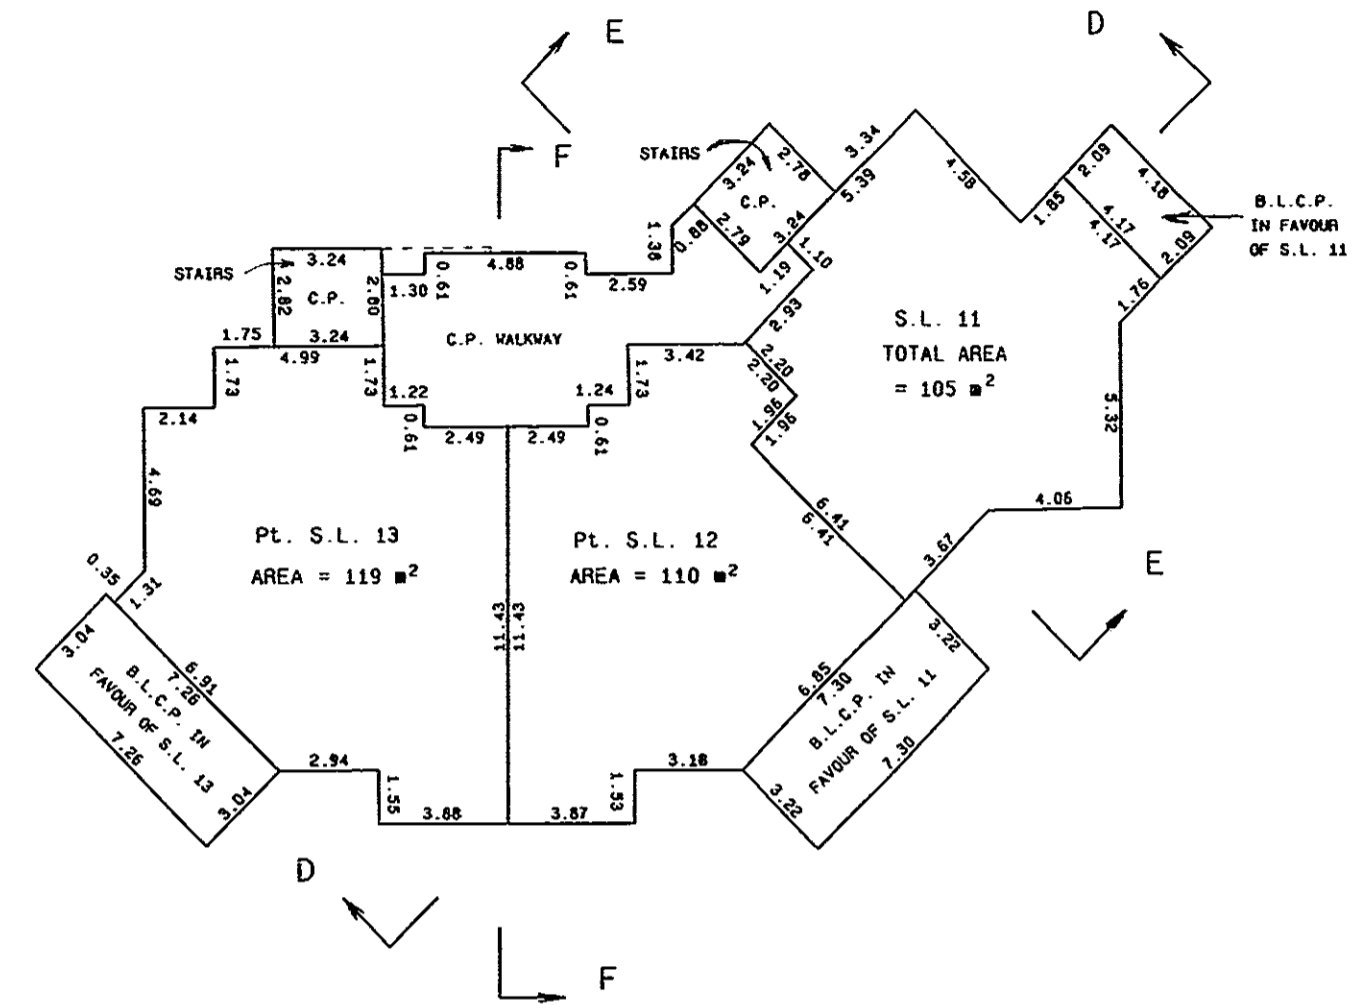 E
D
F
STAIRS
3.24
2.78
C.P.
3.34
5.39
4.58
2.09
4.18
1.85
4.17
4.17
2.09
B.L.C.P.
IN FAVOUR
OF S.L. 11
1.38
0.88
2.79
3.24
1.10
1.19
STAIRS
3.24
2.82
C.P.
2.80
1.30
0.61
4.88
0.61
2.59
2.93
1.76
1.75
3.24
4.99
C.P. WALKWAY
3.42
2.20
2.20
S.L. 11
TOTAL AREA
= 105 m²
1.73
1.73
1.22
0.61
2.49
2.49
1.24
0.61
1.73
1.96
1.96
5.32
2.14
4.69
6.41
6.41
4.06
Pt. S.L. 13
AREA = 119 m²
Pt. S.L. 12
AREA = 110 m²
3.67
E
0.35
1.31
11.43
11.43
3.04
6.91
7.26
B.L.C.P. IN
FAVOUR OF S.L. 13
7.26
3.04
6.85
7.30
B.L.C.P. IN
FAVOUR OF S.L. 11
3.22
7.30
3.22
2.94
1.55
3.88
3.87
1.53
3.18
D
F